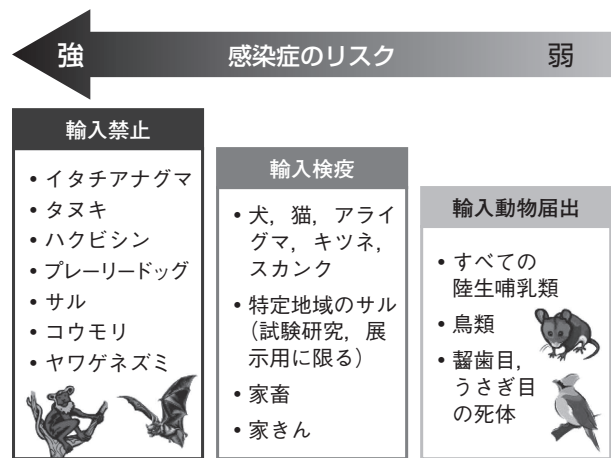 強 感染症のリスク 弱
輸入禁止
• イタチアナグマ
• タヌキ
• ハクビシン
• プレーリードッグ
• サル
• コウモリ
• ヤワゲネズミ
輸入検疫
• 犬，猫，アライ
グマ，キツネ，
スカンク
• 特定地域のサル
（試験研究，展
示用に限る）
• 家畜
• 家きん
輸入動物届出
• すべての
陸生哺乳類
• 鳥類
• 齧歯目，
うさぎ目
の死体